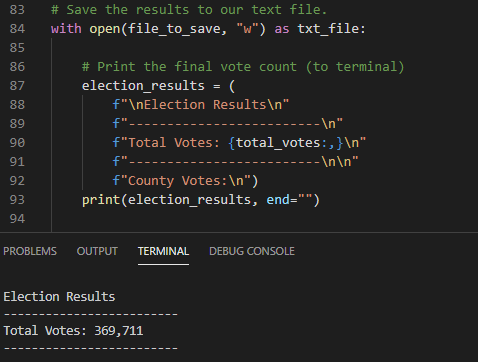 83 # Save the results to our text file.
84 with open(file_to_save, "w") as txt_file:
85
86 # Print the final vote count (to terminal)
87 election_results = (
88 f"\nElection Results\n"
89 f"-------------------------\n"
90 f"Total Votes: {total_votes:,}\n"
91 f"-------------------------\n\n"
92 f"County Votes:\n")
93 print(election_results, end="")
94
PROBLEMS OUTPUT TERMINAL DEBUG CONSOLE
Election Results
-------------------------
Total Votes: 369,711
-------------------------